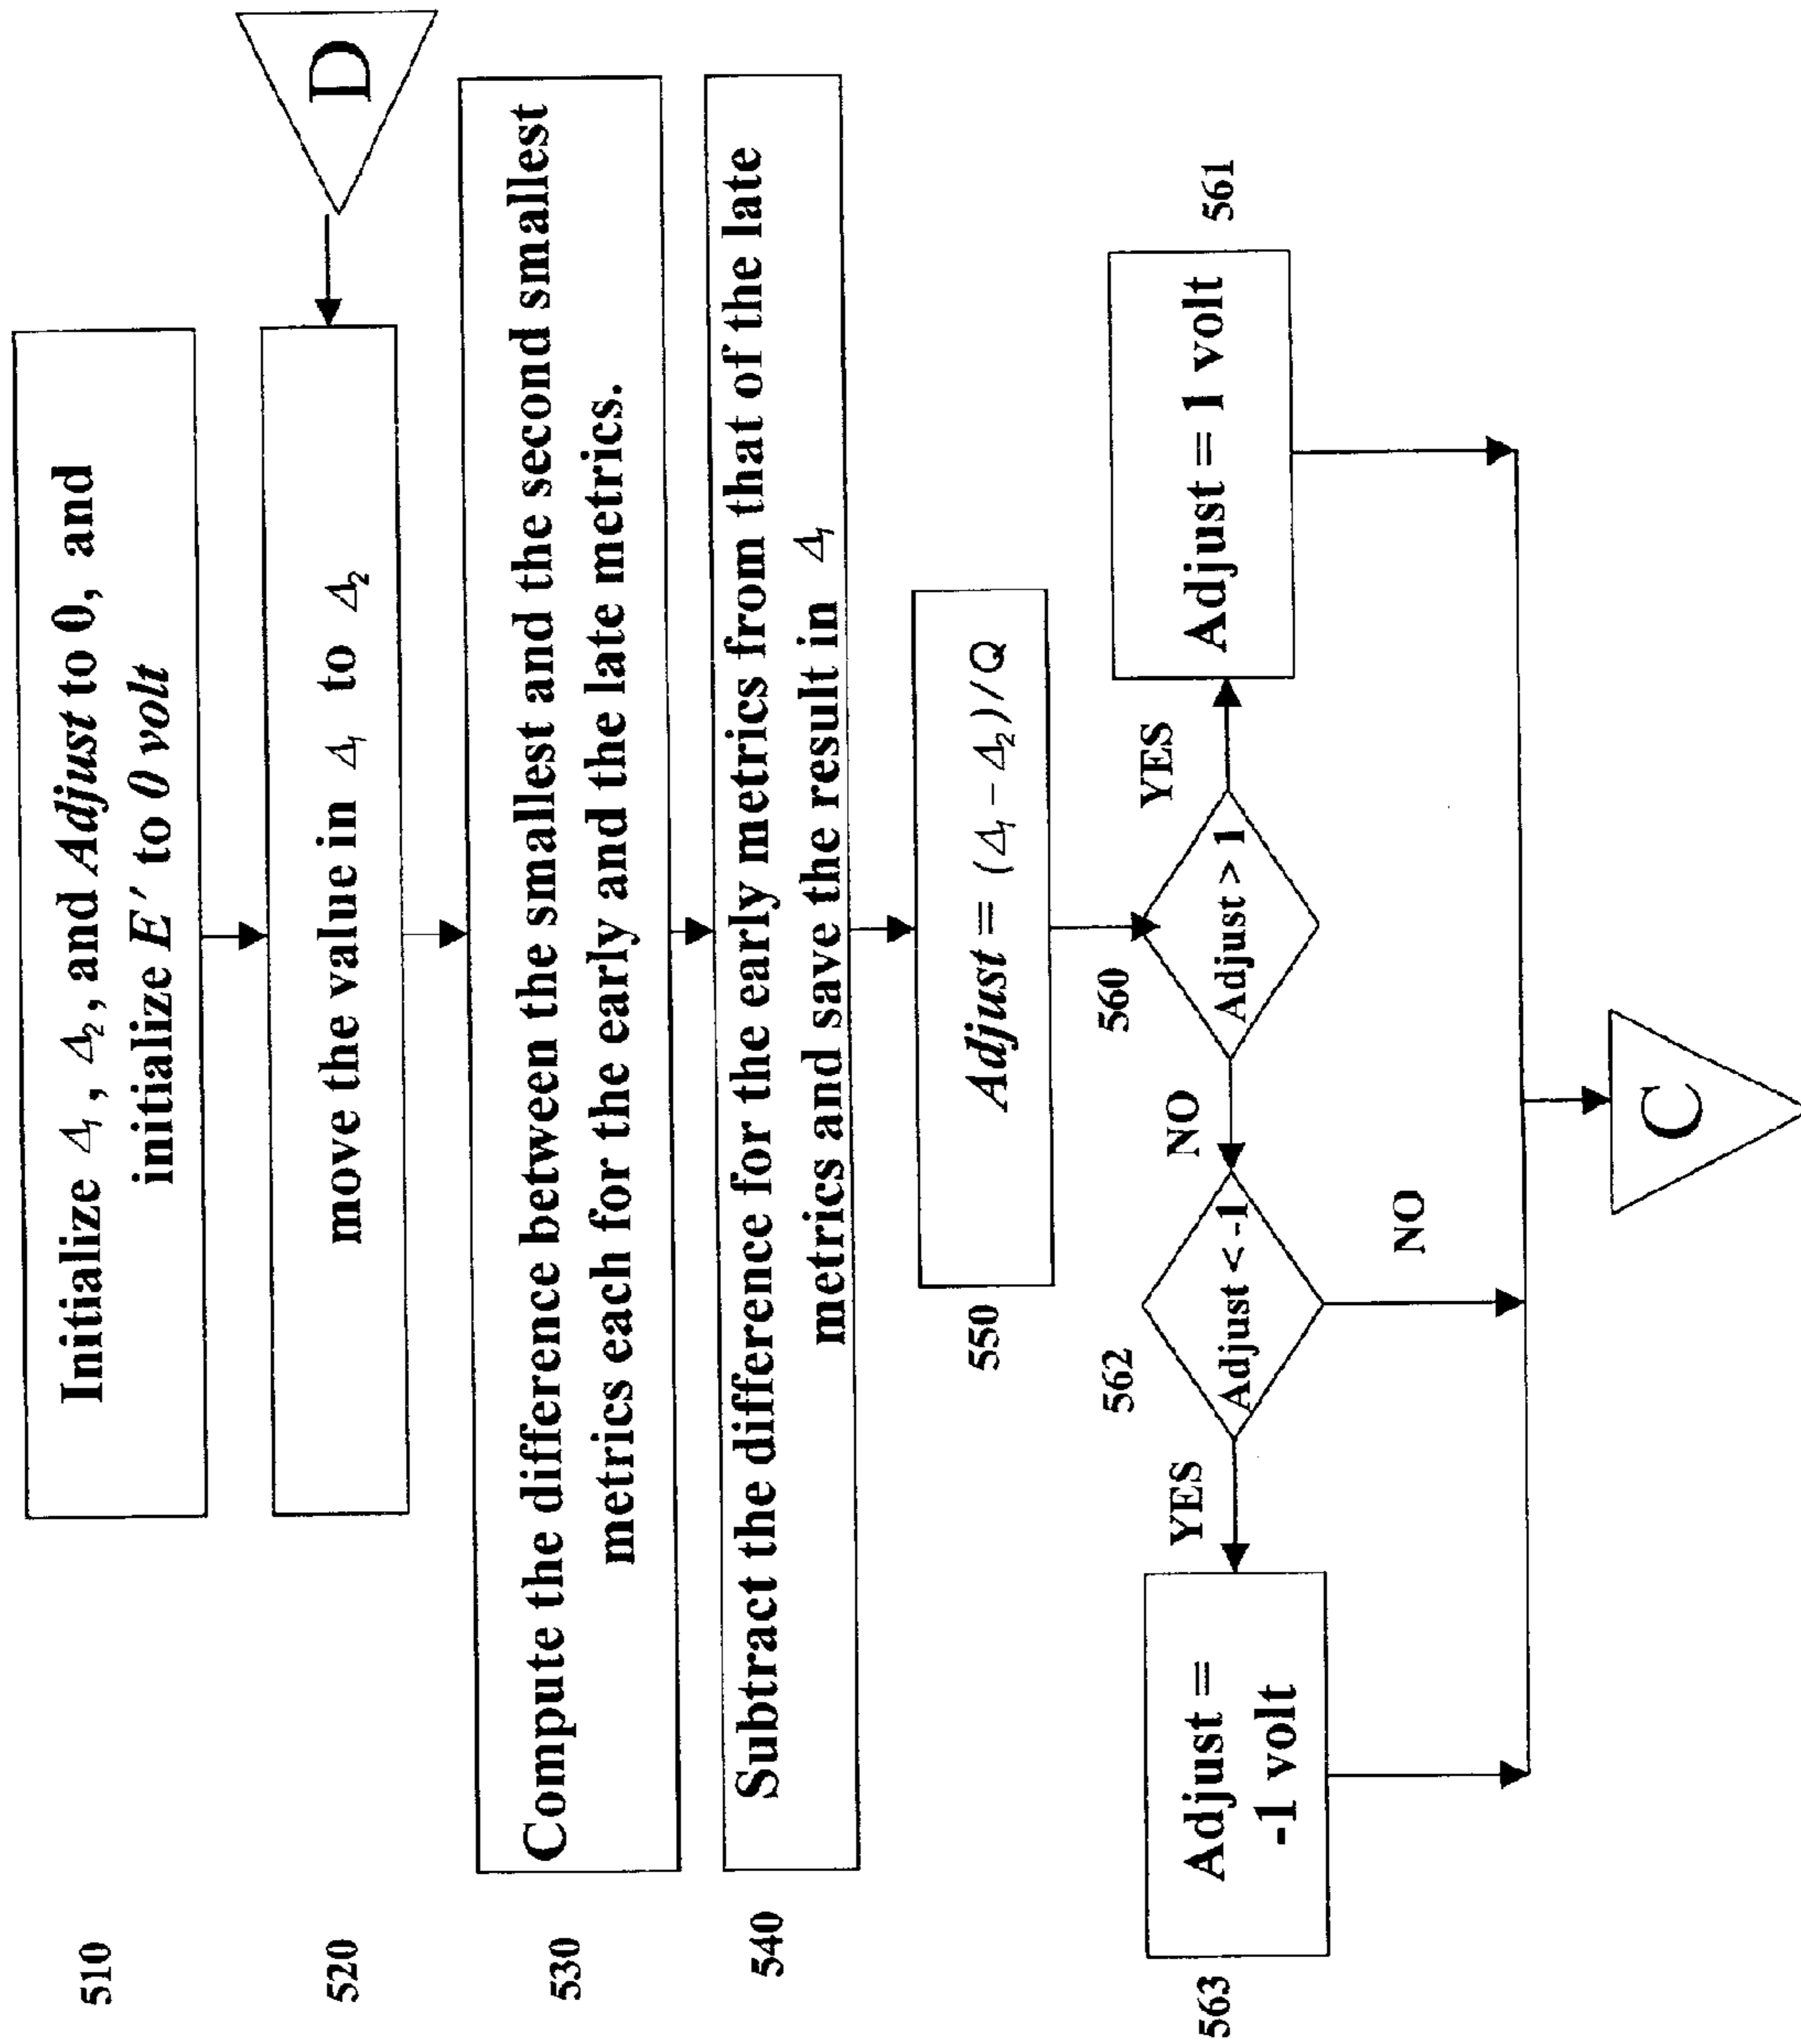 510
Initialize Δ₁, Δ₂, and Adjust to 0, and
initialize E′ to 0 volt
D
520
move the value in Δ₁ to Δ₂
530
Compute the difference between the smallest and the second smallest
metrics each for the early and the late metrics.
540
Subtract the difference for the early metrics from that of the late
metrics and save the result in Δ₁
550
Adjust = (Δ₁ − Δ₂)/Q
560
Adjust > 1
YES
Adjust = 1 volt
561
NO
562
Adjust < -1
YES
563
Adjust =
-1 volt
NO
C